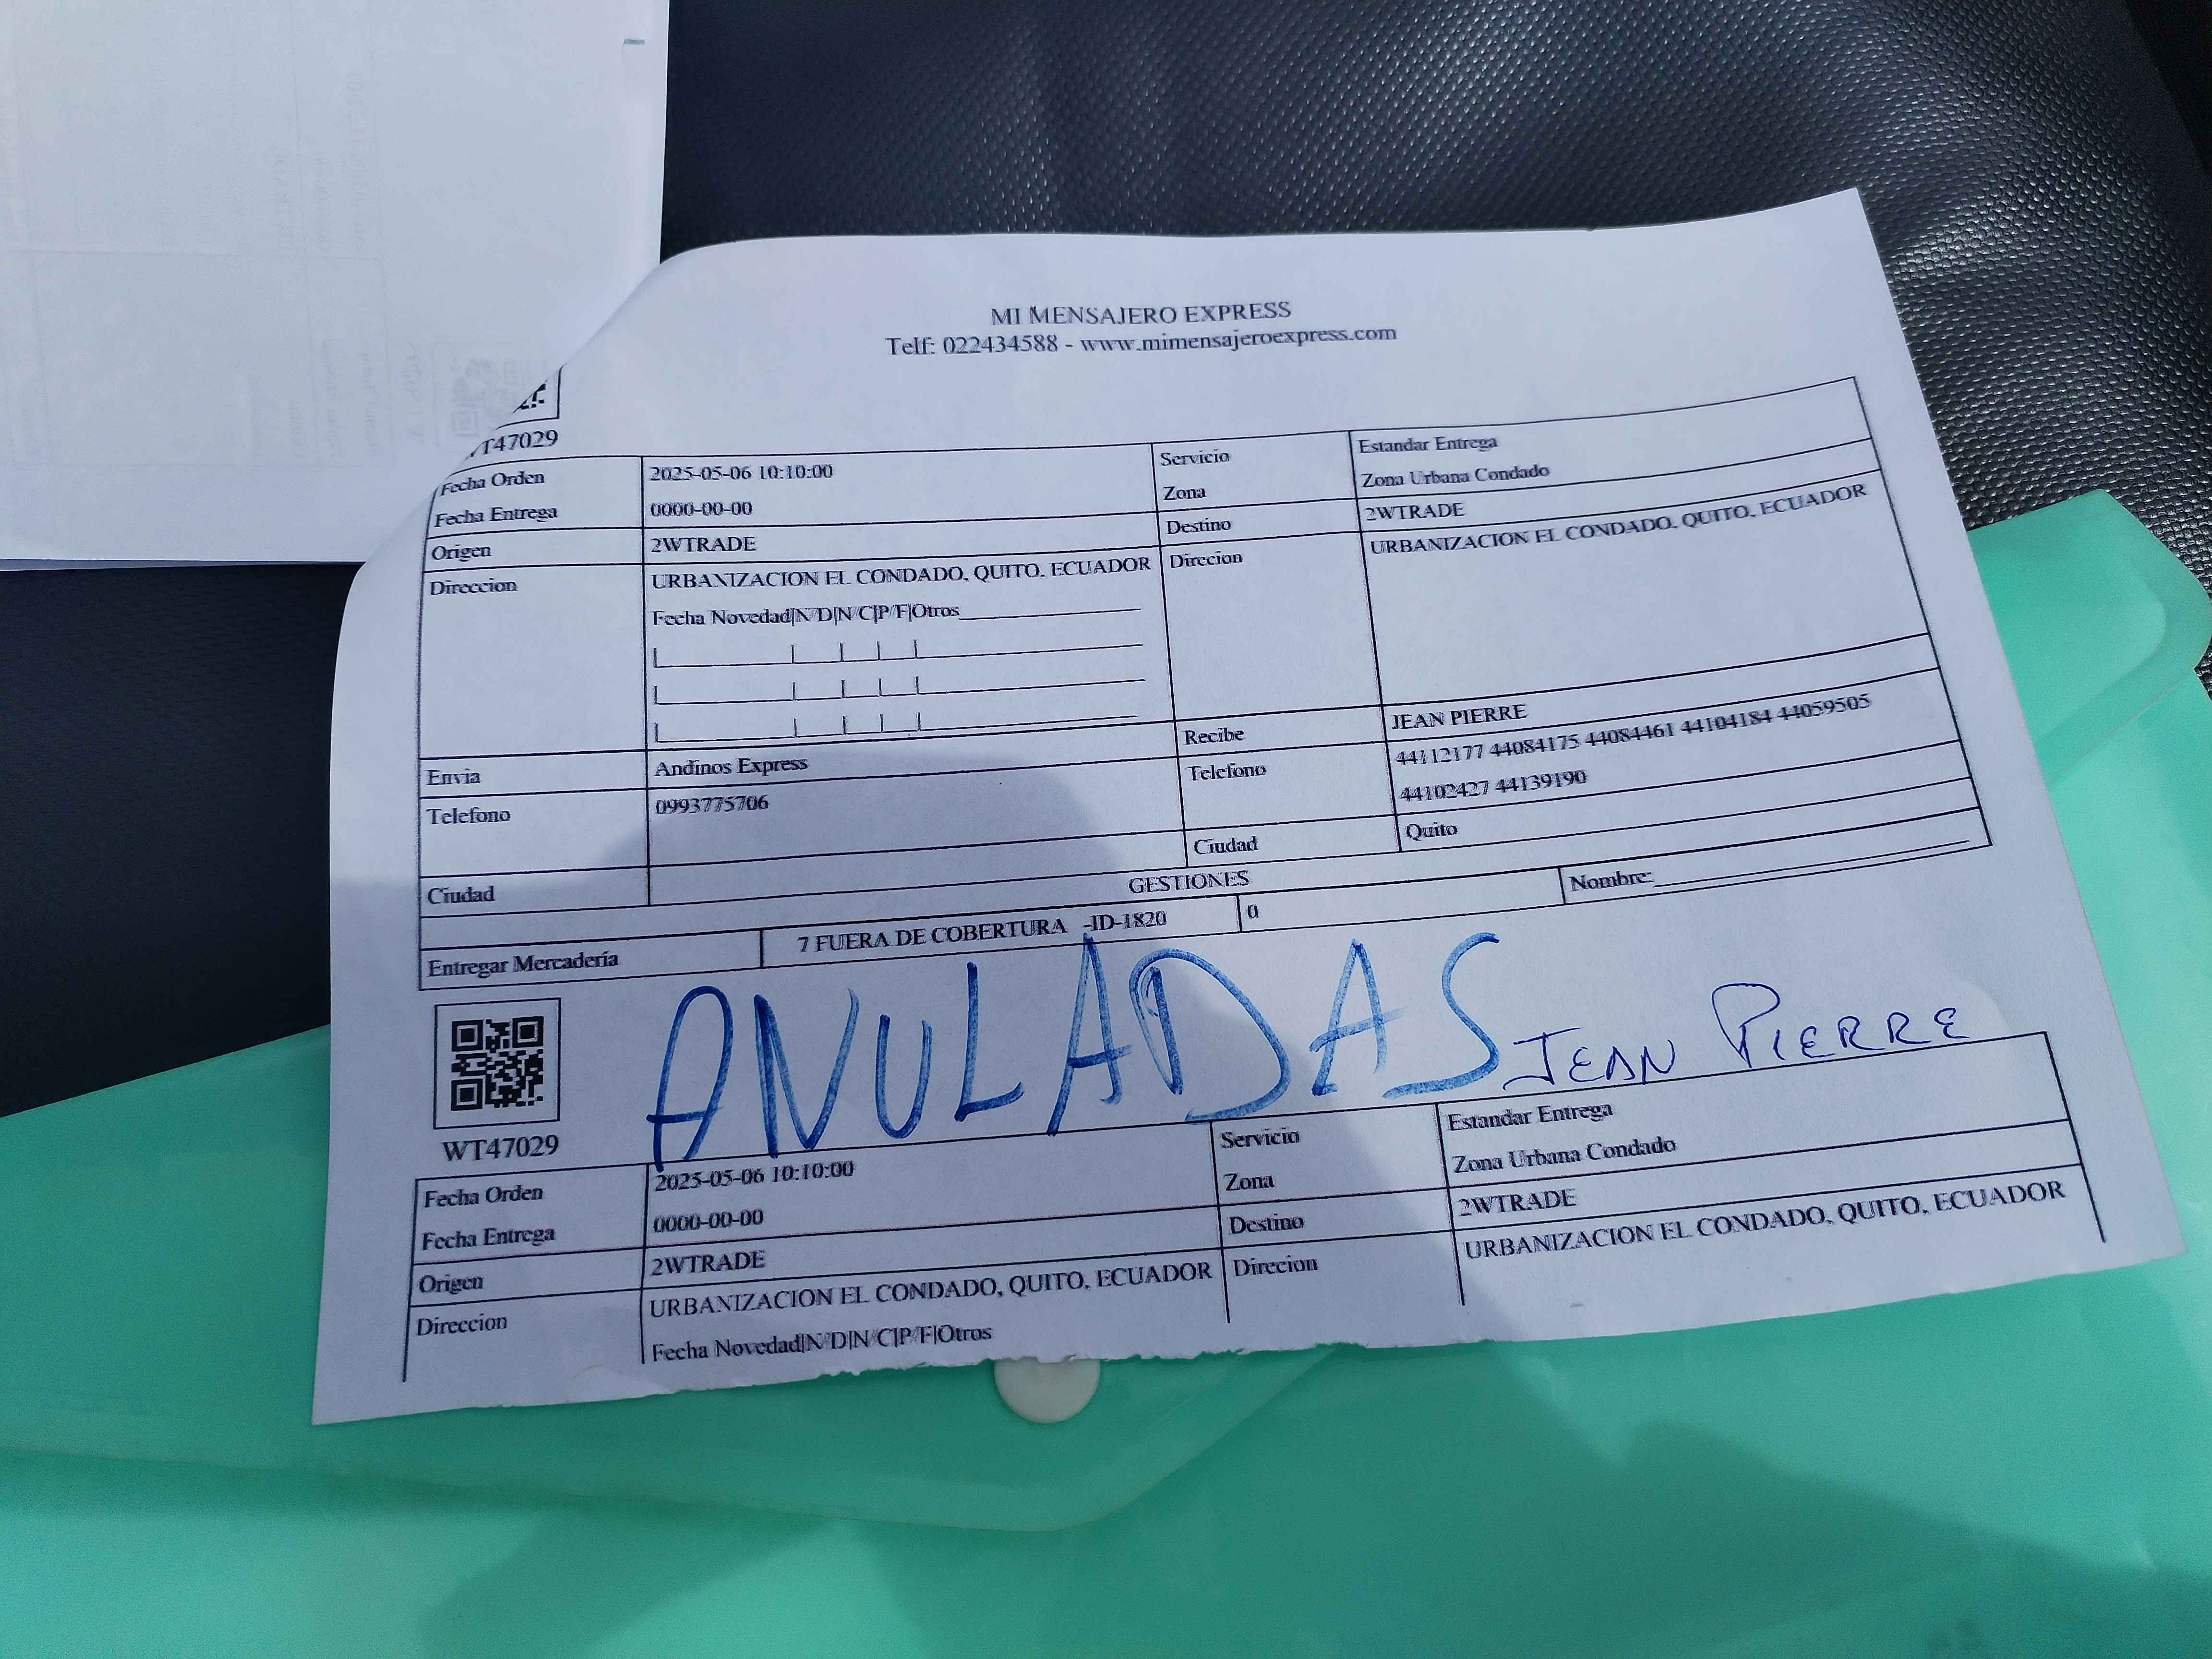 MI MENSAJERO EXPRESS
Telf: 022434588 - www.mimensajeroexpress.com
T47029
Fecha Orden 2025-05-06 10:10:00 Servicio Estandar Entrega
Fecha Entrega 0000-00-00 Zona Zona Urbana Condado
Origen 2WTRADE Destino 2WTRADE
Direccion URBANIZACION EL CONDADO, QUITO, ECUADOR Direcion URBANIZACION EL CONDADO, QUITO, ECUADOR
Fecha Novedad|N/D|N/C|P/F|Otros
Envia Andinos Express Recibe JEAN PIERRE
Telefono 0993775706 Telefono 44112177 44084175 44084461 44104184 44059505
44102427 44139190
Ciudad Ciudad Quito
GESTIONES
Entregar Mercadería 7 FUERA DE COBERTURA -ID-1820 0 Nombre:
ANULADAS JEAN PIERRE
WT47029
Fecha Orden 2025-05-06 10:10:00 Servicio Estandar Entrega
Fecha Entrega 0000-00-00 Zona Zona Urbana Condado
Origen 2WTRADE Destino 2WTRADE
Direccion URBANIZACION EL CONDADO, QUITO, ECUADOR Direcion URBANIZACION EL CONDADO, QUITO, ECUADOR
Fecha Novedad|N/D|N/C|P/F|Otros